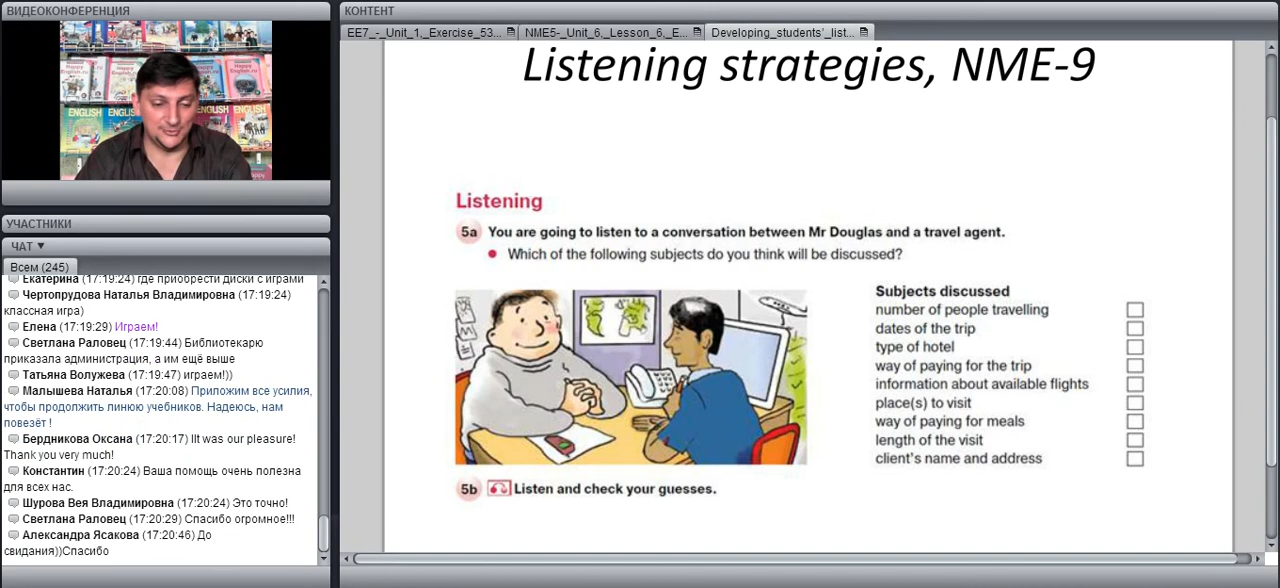 ВИДЕОКОНФЕРЕНЦИЯ
ENGLISH
ENGLISH
УЧАСТНИКИ
ЧАТ ▼
Всем (245)
Екатерина (17:19:24) где приобрести диски с играми
Чертопрудова Наталья Владимировна (17:19:24)
классная игра)
Елена (17:19:29) Играем!
Светлана Раловец (17:19:44) Библиотекарю
приказала администрация, а им ещё выше
Татьяна Волужева (17:19:47) играем!))
Малышева Наталья (17:20:08) Приложим все усилия,
чтобы продолжить линюю учебников. Надеюсь, нам
повезёт !
Бердникова Оксана (17:20:17) IIt was our pleasure!
Thank you very much!
Константин (17:20:24) Ваша помощь очень полезна
для всех нас.
Шурова Вея Владимировна (17:20:24) Это точно!
Светлана Раловец (17:20:29) Спасибо огромное!!!
Александра Ясакова (17:20:46) До
свидания))Спасибо
КОНТЕНТ
EE7_-_Unit_1,_Exercise_53...
NME5-_Unit_6,_Lesson_6,_E...
Developing_students’_list...
Listening strategies, NME-9
Listening
5a You are going to listen to a conversation between Mr Douglas and a travel agent.
• Which of the following subjects do you think will be discussed?
Subjects discussed
number of people travelling
dates of the trip
type of hotel
way of paying for the trip
information about available flights
place(s) to visit
way of paying for meals
length of the visit
client's name and address
5b Listen and check your guesses.